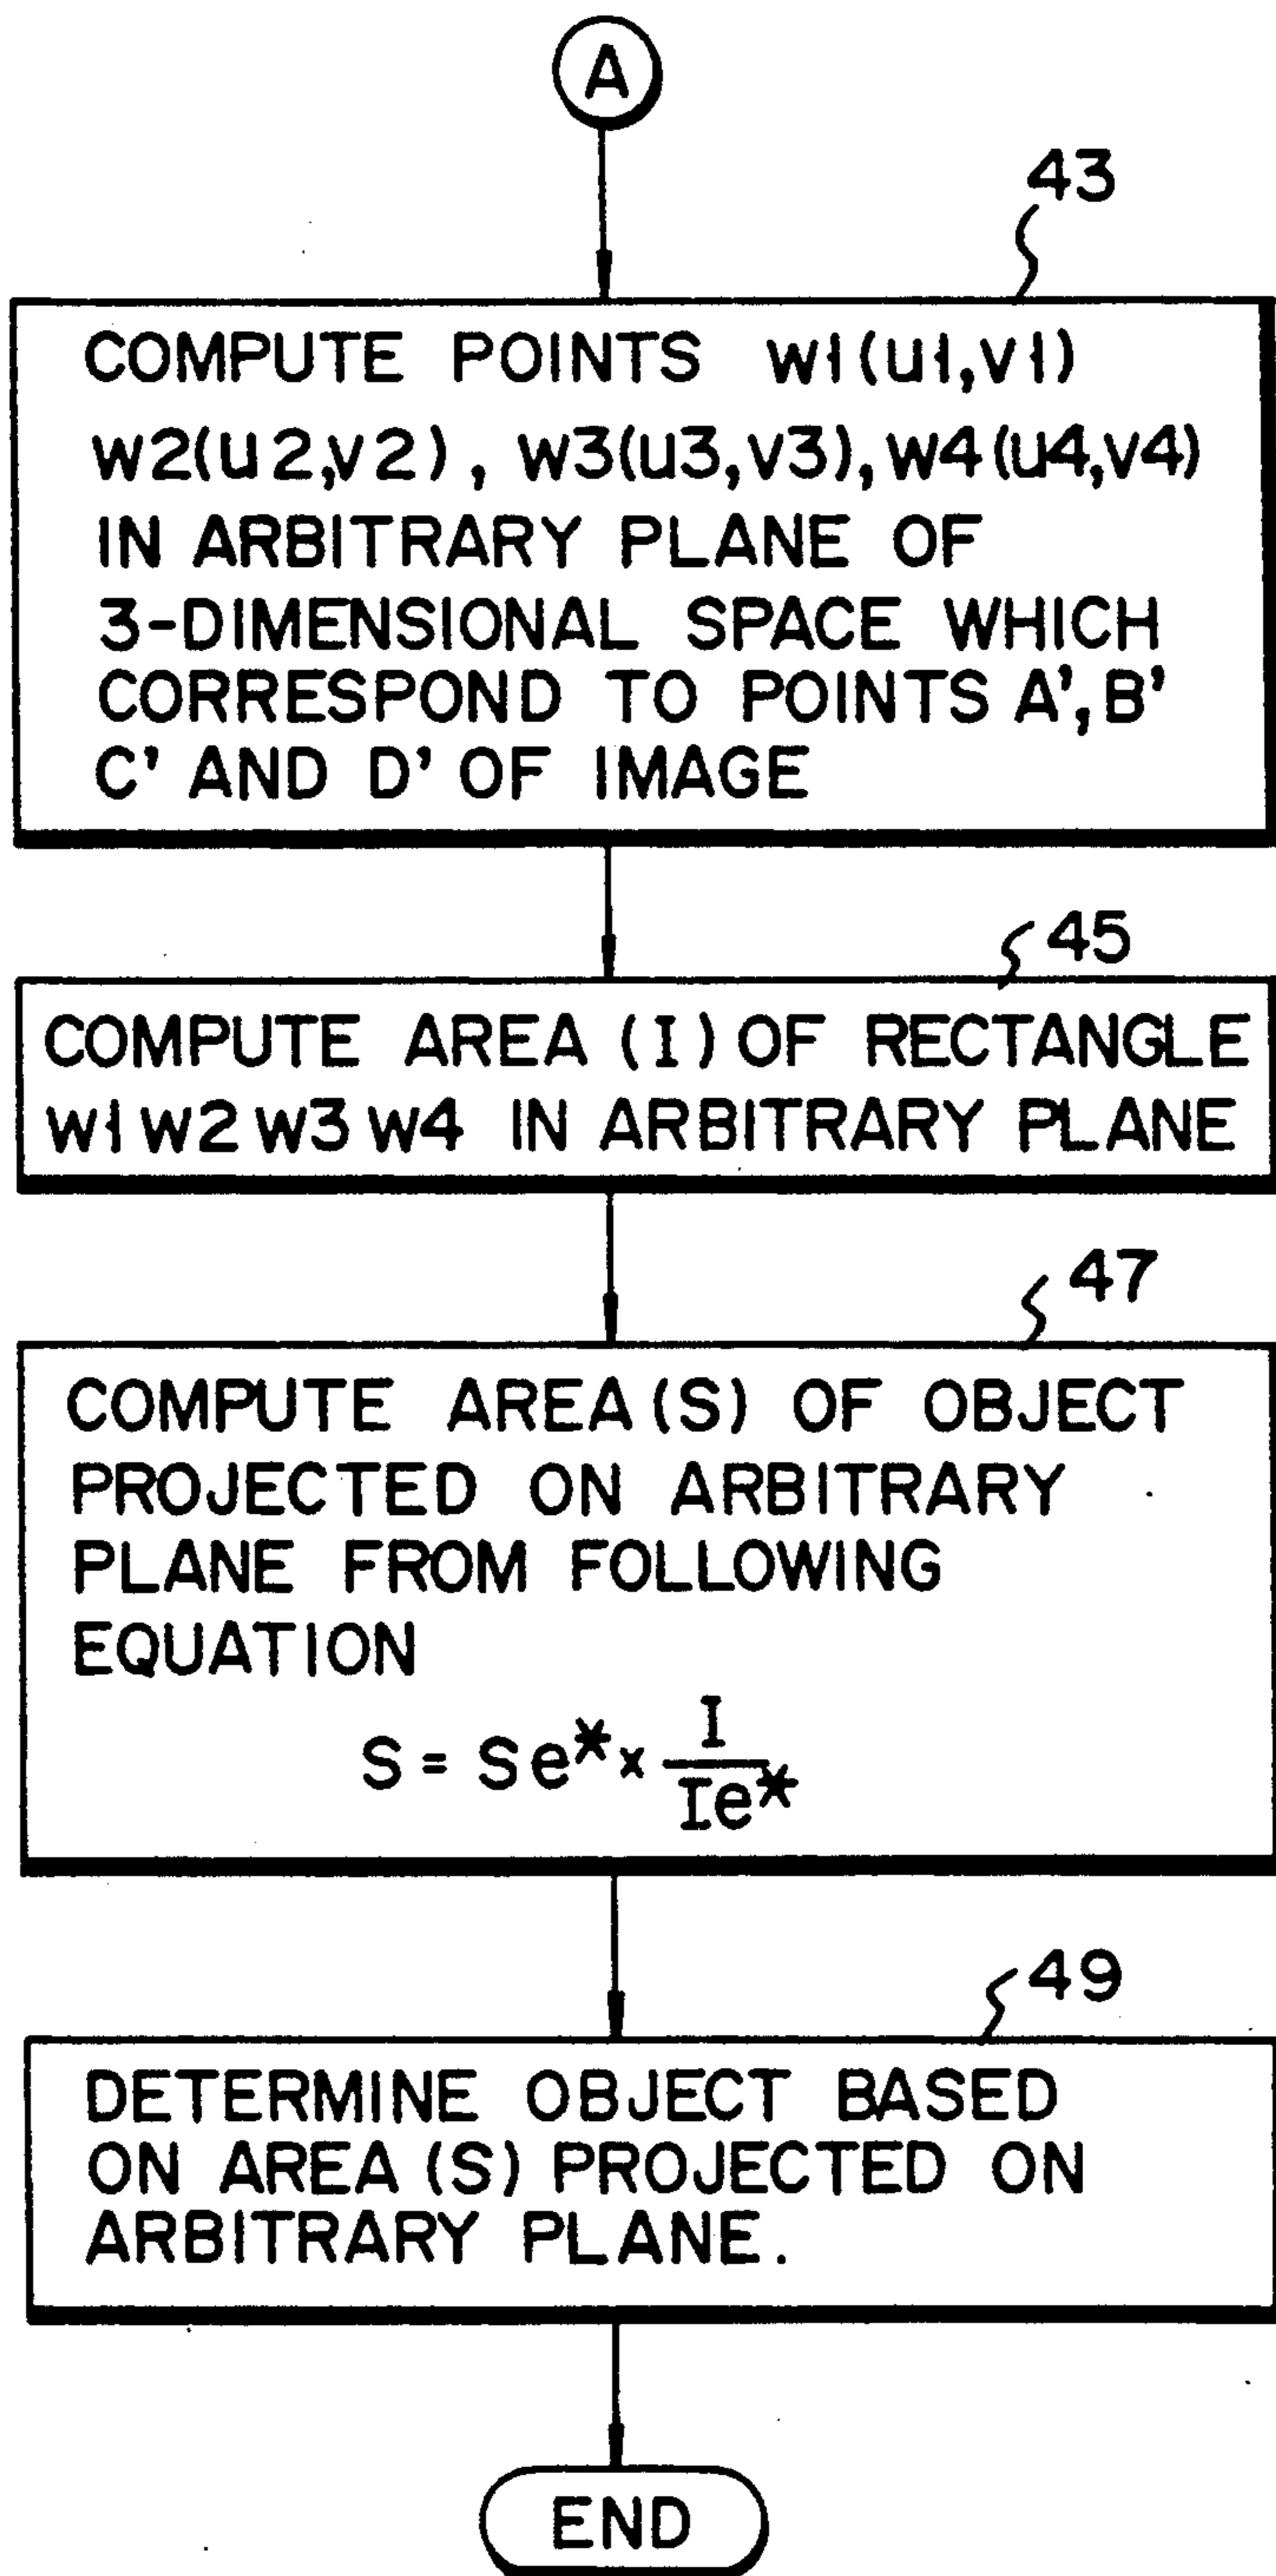 A
43
COMPUTE POINTS w1(u1,v1)
w2(u2,v2), w3(u3,v3), w4(u4,v4)
IN ARBITRARY PLANE OF
3-DIMENSIONAL SPACE WHICH
CORRESPOND TO POINTS A', B'
C' AND D' OF IMAGE
45
COMPUTE AREA (I) OF RECTANGLE
w1 w2 w3 w4 IN ARBITRARY PLANE
47
COMPUTE AREA (S) OF OBJECT
PROJECTED ON ARBITRARY
PLANE FROM FOLLOWING
EQUATION
S = Se* × I / Ie*
49
DETERMINE OBJECT BASED
ON AREA (S) PROJECTED ON
ARBITRARY PLANE.
END